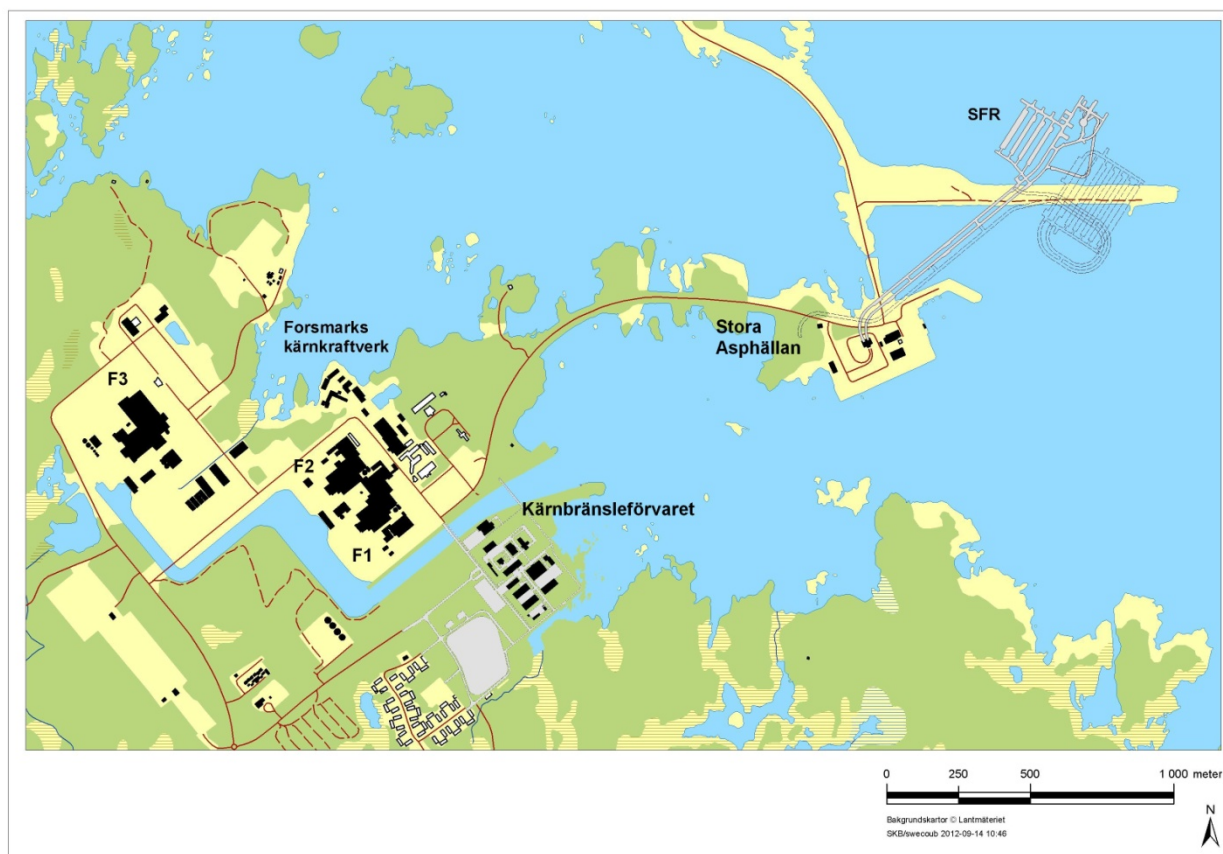 SFR
Stora
Asphällan
Forsmarks
kärnkraftverk
F3
F2
Kärnbränsleförvaret
F1
0 250 500 1 000 meter
Bakgrundskartor © Lantmäteriet
SKB/swecoub 2012-09-14 10:46
N